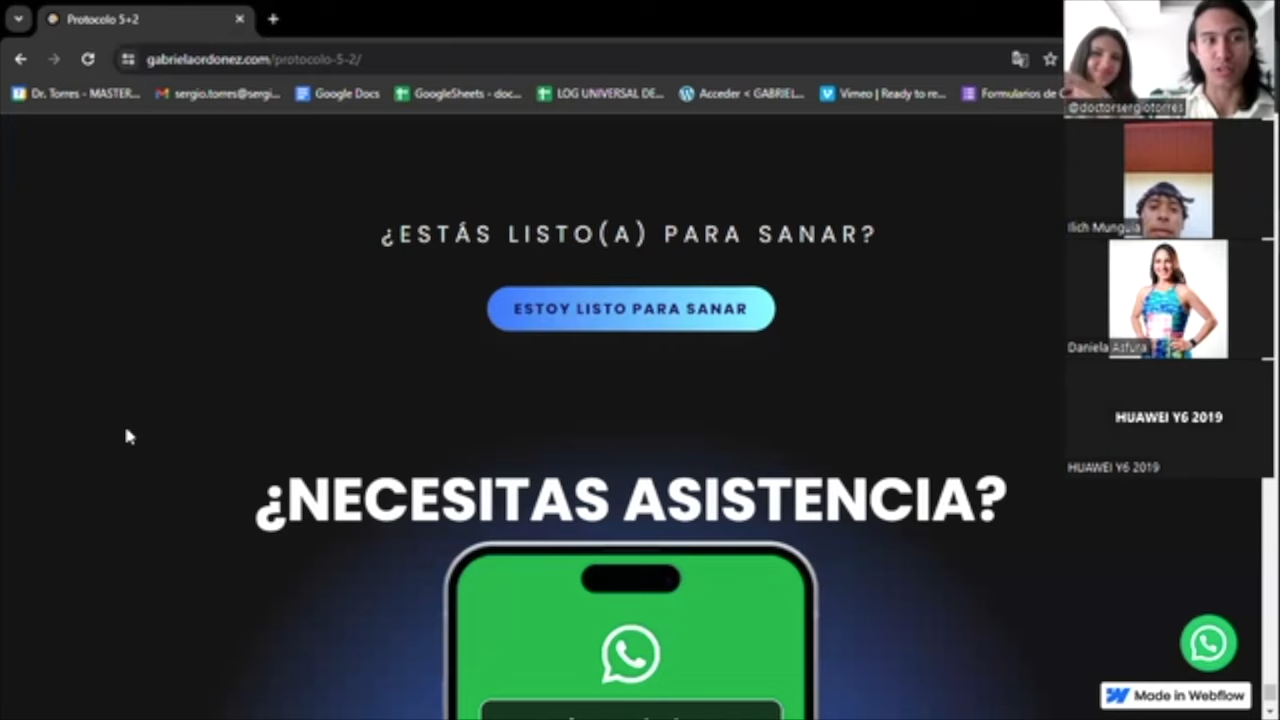 Protocolo 5+2
gabrielaordonez.com/protocolo-5-2/
Dr. Torres - MASTER...
sergio.torres@sergi...
Google Docs
GoogleSheets - doc...
LOG UNIVERSAL DE...
Acceder < GABRIEL...
Vimeo | Ready to re...
Formularios de
@doctorsergiotorres
Ilich Munguia
¿ESTÁS LISTO(A) PARA SANAR?
ESTOY LISTO PARA SANAR
Daniela Asfura
HUAWEI Y6 2019
HUAWEI Y6 2019
¿NECESITAS ASISTENCIA?
Made in Webflow